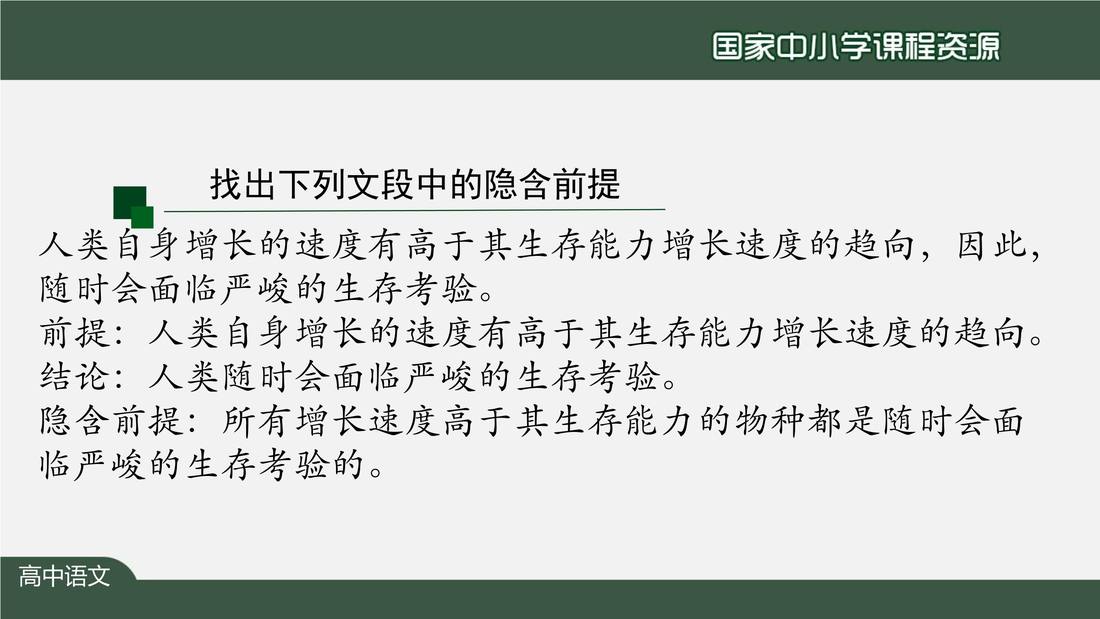 国家中小学课程资源
找出下列文段中的隐含前提
人类自身增长的速度有高于其生存能力增长速度的趋向，因此，
随时会面临严峻的生存考验。
前提：人类自身增长的速度有高于其生存能力增长速度的趋向。
结论：人类随时会面临严峻的生存考验。
隐含前提：所有增长速度高于其生存能力的物种都是随时会面
临严峻的生存考验的。
高中语文